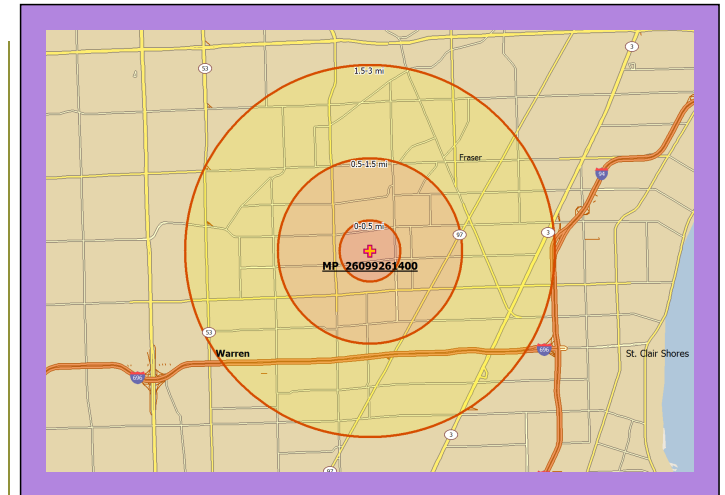 3
53
1.5-3 mi
0.5-1.5 mi
Fraser
94
0-0.5 mi
97
3
MP 26099261400
53
Warren
696
696
St. Clair Shores
3
97